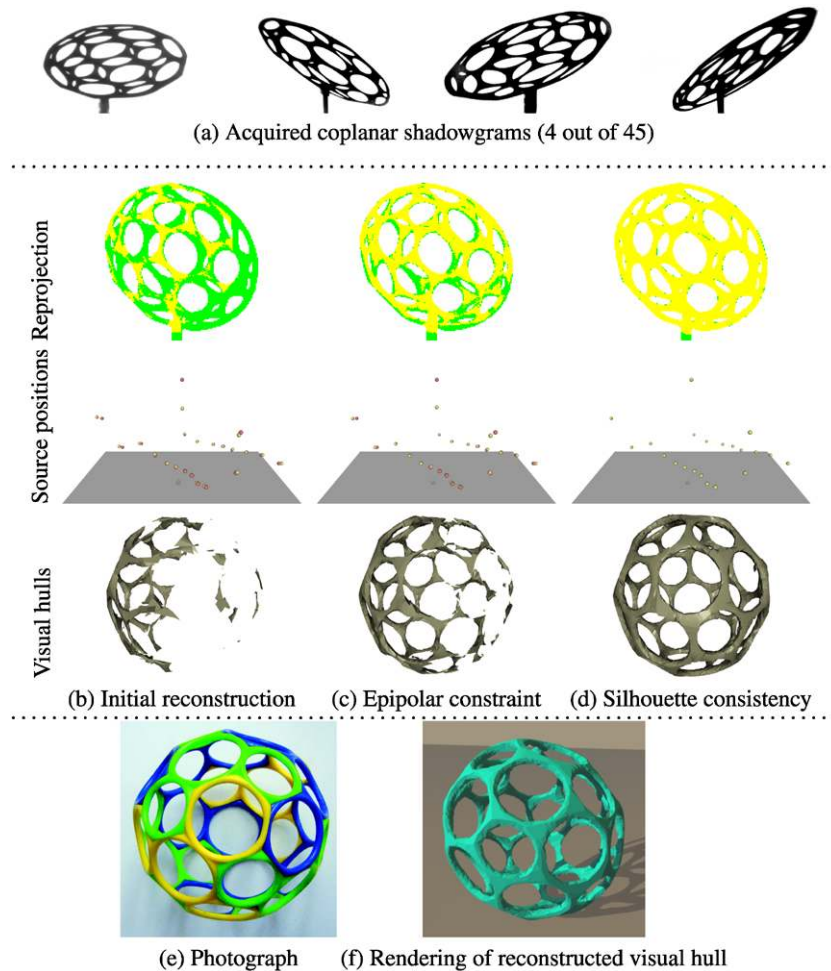 (a) Acquired coplanar shadowgrams (4 out of 45)
Reprojection
Source positions
Visual hulls
(b) Initial reconstruction
(c) Epipolar constraint
(d) Silhouette consistency
(e) Photograph
(f) Rendering of reconstructed visual hull